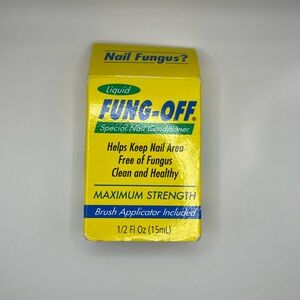 Nail Fungus?
Liquid
FUNG-OFF®
Special Nail Conditioner
Helps Keep Nail Area
Free of Fungus
Clean and Healthy
MAXIMUM STRENGTH
Brush Applicator Included
1/2 Fl Oz (15mL)